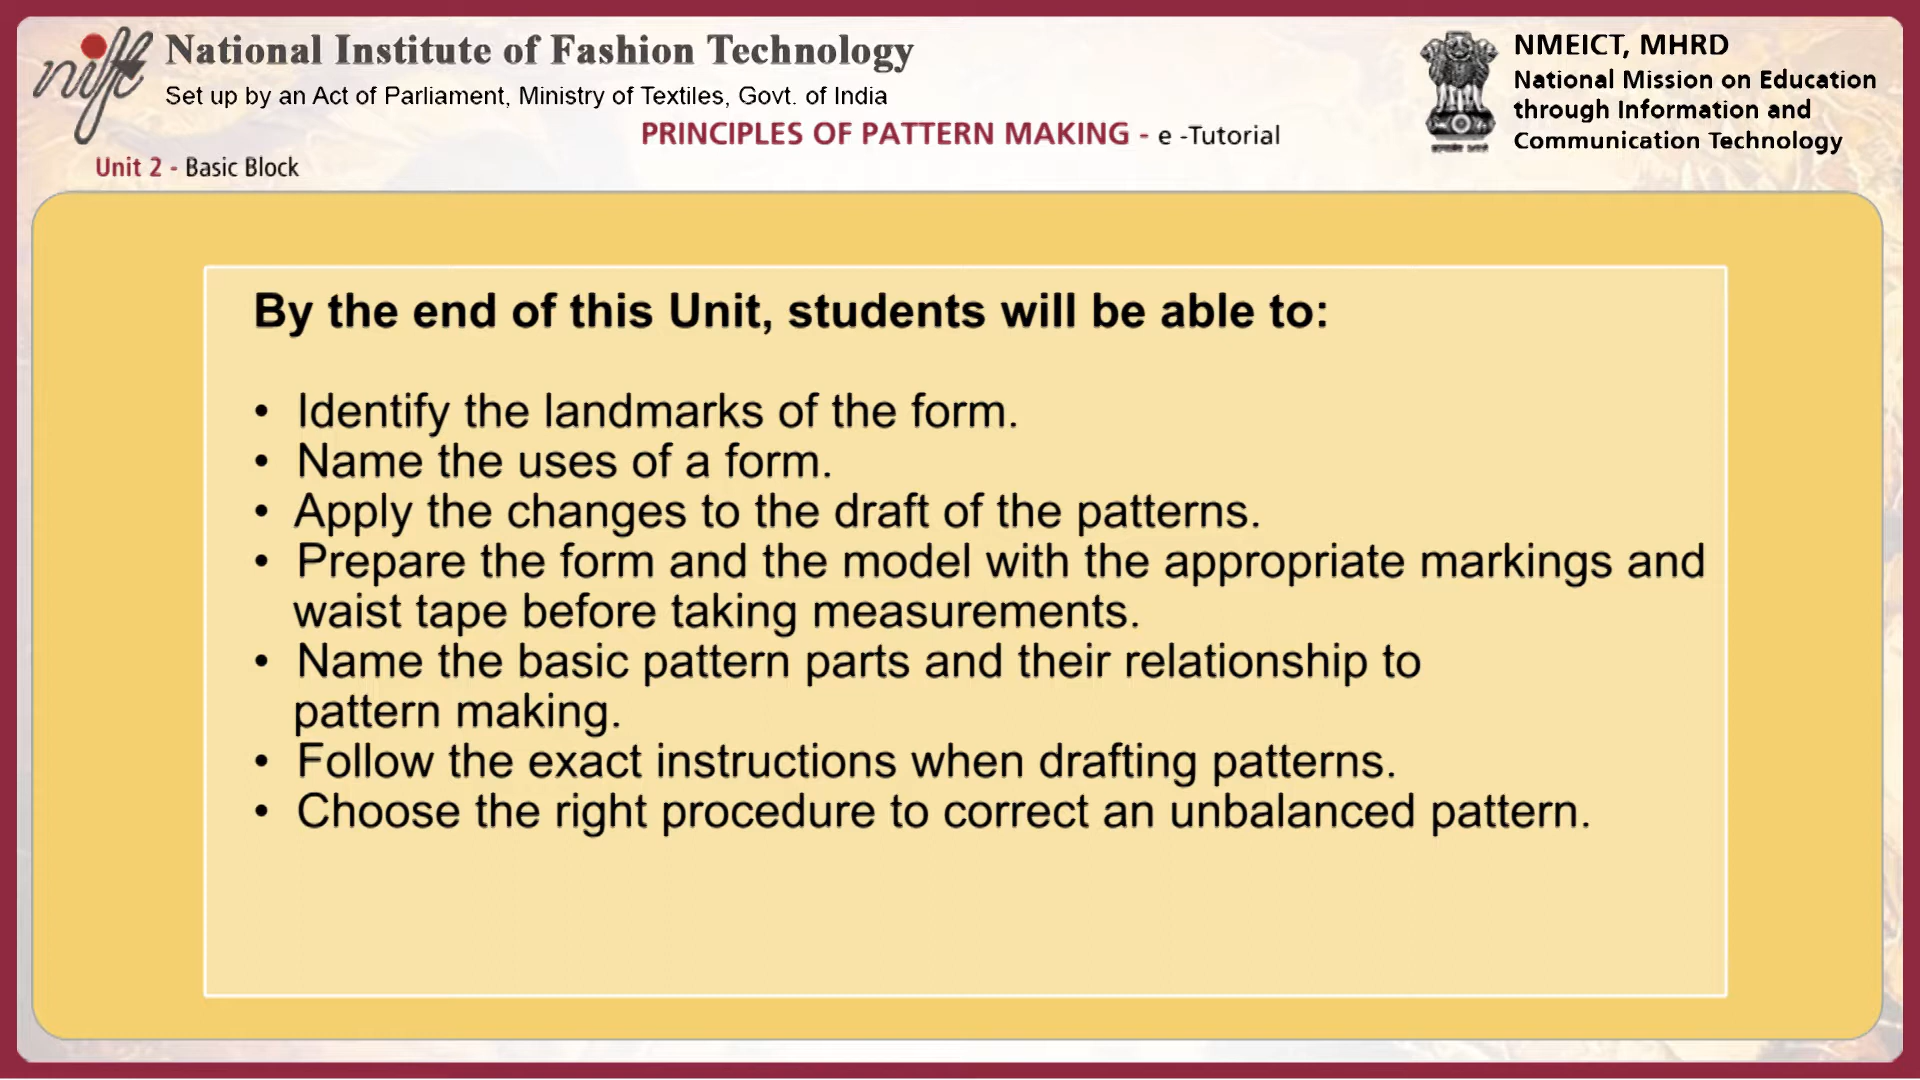 nift
National Institute of Fashion Technology
Set up by an Act of Parliament, Ministry of Textiles, Govt. of India
PRINCIPLES OF PATTERN MAKING - e -Tutorial
Unit 2 - Basic Block
NMEICT, MHRD
National Mission on Education
through Information and
Communication Technology
By the end of this Unit, students will be able to:
• Identify the landmarks of the form.
• Name the uses of a form.
• Apply the changes to the draft of the patterns.
• Prepare the form and the model with the appropriate markings and
waist tape before taking measurements.
• Name the basic pattern parts and their relationship to
pattern making.
• Follow the exact instructions when drafting patterns.
• Choose the right procedure to correct an unbalanced pattern.